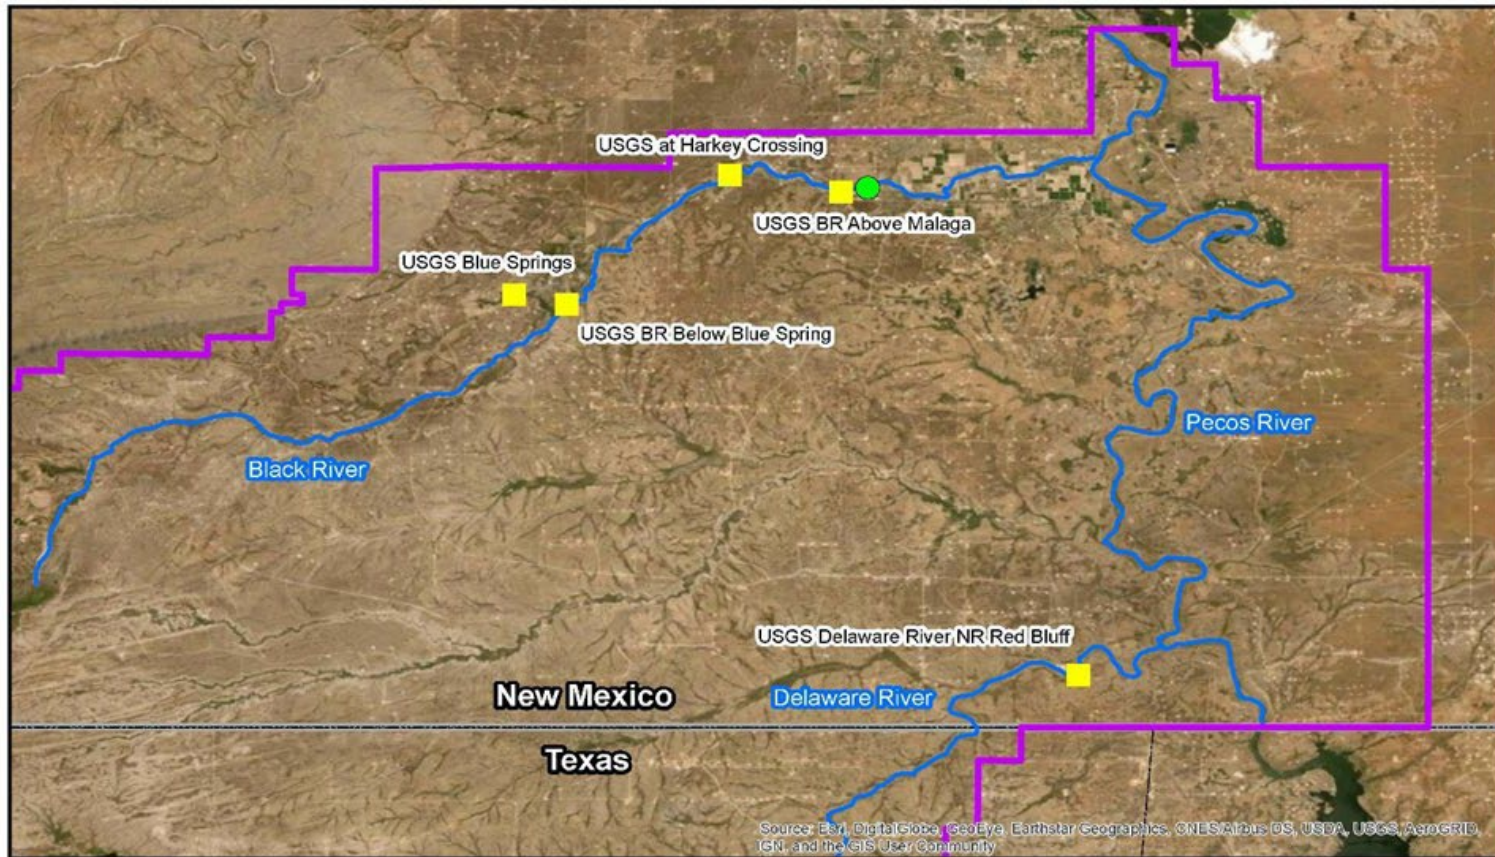 USGS at Harkey Crossing
USGS BR Above Malaga
USGS Blue Springs
USGS BR Below Blue Spring
Pecos River
Black River
USGS Delaware River NR Red Bluff
New Mexico
Delaware River
Texas
Source: Esri, DigitalGlobe, GeoEye, Earthstar Geographics, CNES/Airbus DS, USDA, USGS, AeroGRID,
IGN, and the GIS User Community